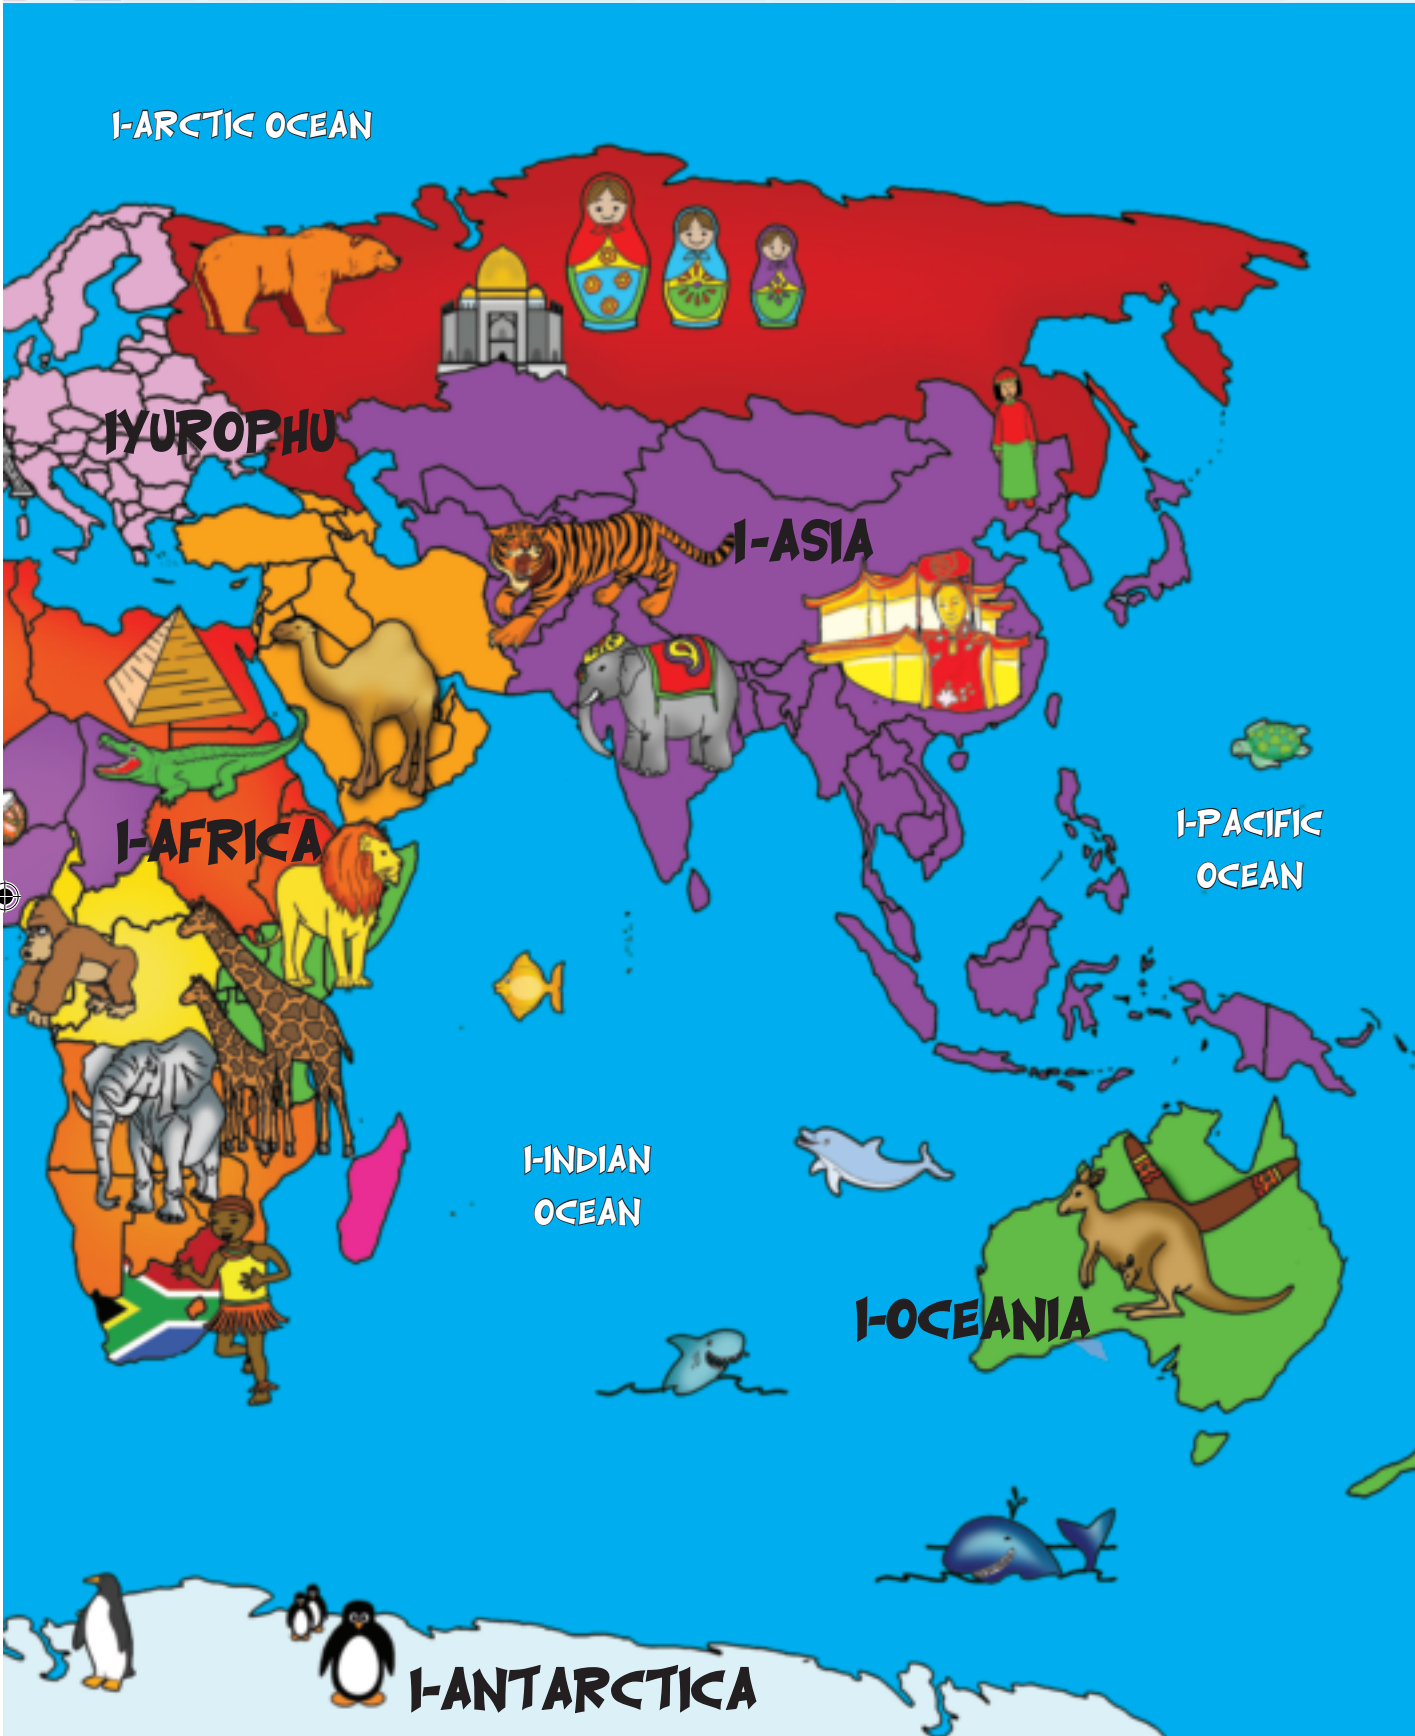 I-ARCTIC OCEAN
IYUROPHU
I-ASIA
I-PACIFIC
OCEAN
I-AFRICA
I-INDIAN
OCEAN
I-OCEANIA
I-ANTARCTICA